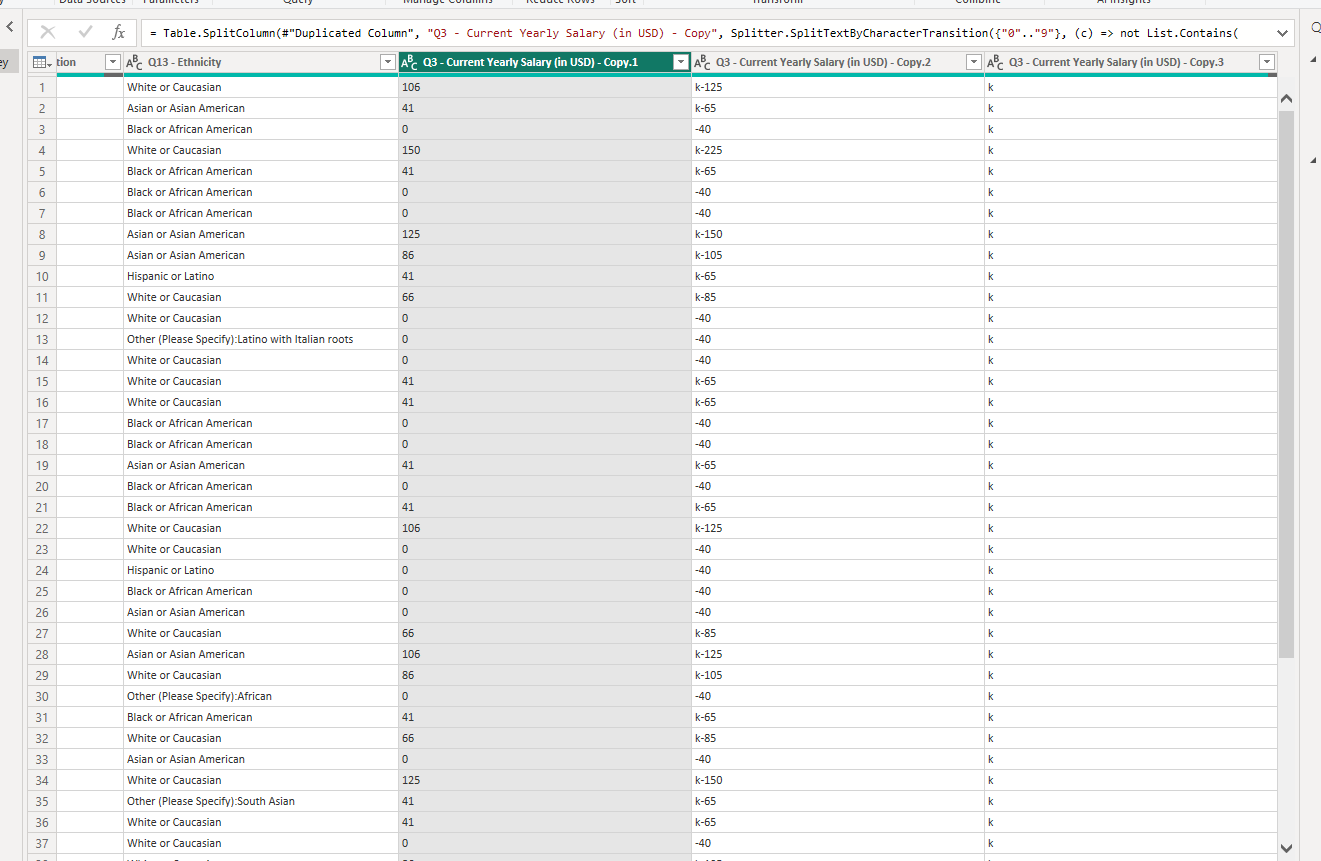 Data Sources Parameters Query Manage Columns Reduce Rows Sort Transform Combine AI Insights
fx = Table.SplitColumn(#"Duplicated Column", "Q3 - Current Yearly Salary (in USD) - Copy", Splitter.SplitTextByCharacterTransition({"0".."9"}, (c) => not List.Contains(
tion ABC Q13 - Ethnicity ABC Q3 - Current Yearly Salary (in USD) - Copy.1 ABC Q3 - Current Yearly Salary (in USD) - Copy.2 ABC Q3 - Current Yearly Salary (in USD) - Copy.3
1 White or Caucasian 106 k-125 k
2 Asian or Asian American 41 k-65 k
3 Black or African American 0 -40 k
4 White or Caucasian 150 k-225 k
5 Black or African American 41 k-65 k
6 Black or African American 0 -40 k
7 Black or African American 0 -40 k
8 Asian or Asian American 125 k-150 k
9 Asian or Asian American 86 k-105 k
10 Hispanic or Latino 41 k-65 k
11 White or Caucasian 66 k-85 k
12 White or Caucasian 0 -40 k
13 Other (Please Specify):Latino with Italian roots 0 -40 k
14 White or Caucasian 0 -40 k
15 White or Caucasian 41 k-65 k
16 White or Caucasian 41 k-65 k
17 Black or African American 0 -40 k
18 Black or African American 0 -40 k
19 Asian or Asian American 41 k-65 k
20 Black or African American 0 -40 k
21 Black or African American 41 k-65 k
22 White or Caucasian 106 k-125 k
23 White or Caucasian 0 -40 k
24 Hispanic or Latino 0 -40 k
25 Black or African American 0 -40 k
26 Asian or Asian American 0 -40 k
27 White or Caucasian 66 k-85 k
28 Asian or Asian American 106 k-125 k
29 White or Caucasian 86 k-105 k
30 Other (Please Specify):African 0 -40 k
31 Black or African American 41 k-65 k
32 White or Caucasian 66 k-85 k
33 Asian or Asian American 0 -40 k
34 White or Caucasian 125 k-150 k
35 Other (Please Specify):South Asian 41 k-65 k
36 White or Caucasian 41 k-65 k
37 White or Caucasian 0 -40 k